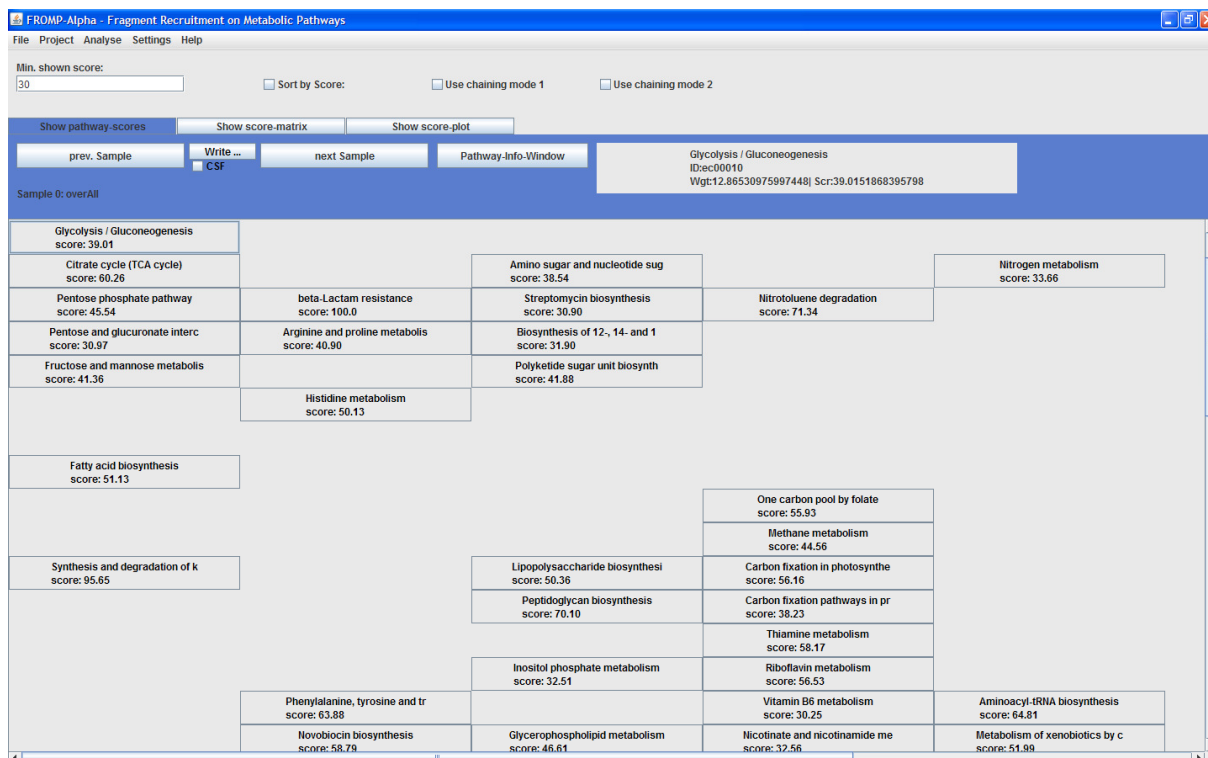 FROMP-Alpha - Fragment Recruitment on Metabolic Pathways
File Project Analyse Settings Help
Min. shown score:
30
Sort by Score:
Use chaining mode 1
Use chaining mode 2
Show pathway-scores
Show score-matrix
Show score-plot
prev. Sample
Write ...
CSF
next Sample
Pathway-Info-Window
Glycolysis / Gluconeogenesis
ID:ec00010
Wgt:12.86530975997448| Scr:39.0151868395798
Sample 0: overAll
Glycolysis / Gluconeogenesis
score: 39.01
Citrate cycle (TCA cycle)
score: 60.26
Amino sugar and nucleotide sug
score: 38.54
Nitrogen metabolism
score: 33.66
Pentose phosphate pathway
score: 45.54
beta-Lactam resistance
score: 100.0
Streptomycin biosynthesis
score: 30.90
Nitrotoluene degradation
score: 71.34
Pentose and glucuronate interc
score: 30.97
Arginine and proline metabolis
score: 40.90
Biosynthesis of 12-, 14- and 1
score: 31.90
Fructose and mannose metabolis
score: 41.36
Polyketide sugar unit biosynth
score: 41.88
Histidine metabolism
score: 50.13
Fatty acid biosynthesis
score: 51.13
One carbon pool by folate
score: 55.93
Methane metabolism
score: 44.56
Synthesis and degradation of k
score: 95.65
Lipopolysaccharide biosynthesi
score: 50.36
Carbon fixation in photosynthe
score: 56.16
Peptidoglycan biosynthesis
score: 70.10
Carbon fixation pathways in pr
score: 38.23
Thiamine metabolism
score: 58.17
Inositol phosphate metabolism
score: 32.51
Riboflavin metabolism
score: 56.53
Phenylalanine, tyrosine and tr
score: 63.88
Vitamin B6 metabolism
score: 30.25
Aminoacyl-tRNA biosynthesis
score: 64.81
Novobiocin biosynthesis
score: 58.79
Glycerophospholipid metabolism
score: 46.61
Nicotinate and nicotinamide me
score: 32.56
Metabolism of xenobiotics by c
score: 51.99